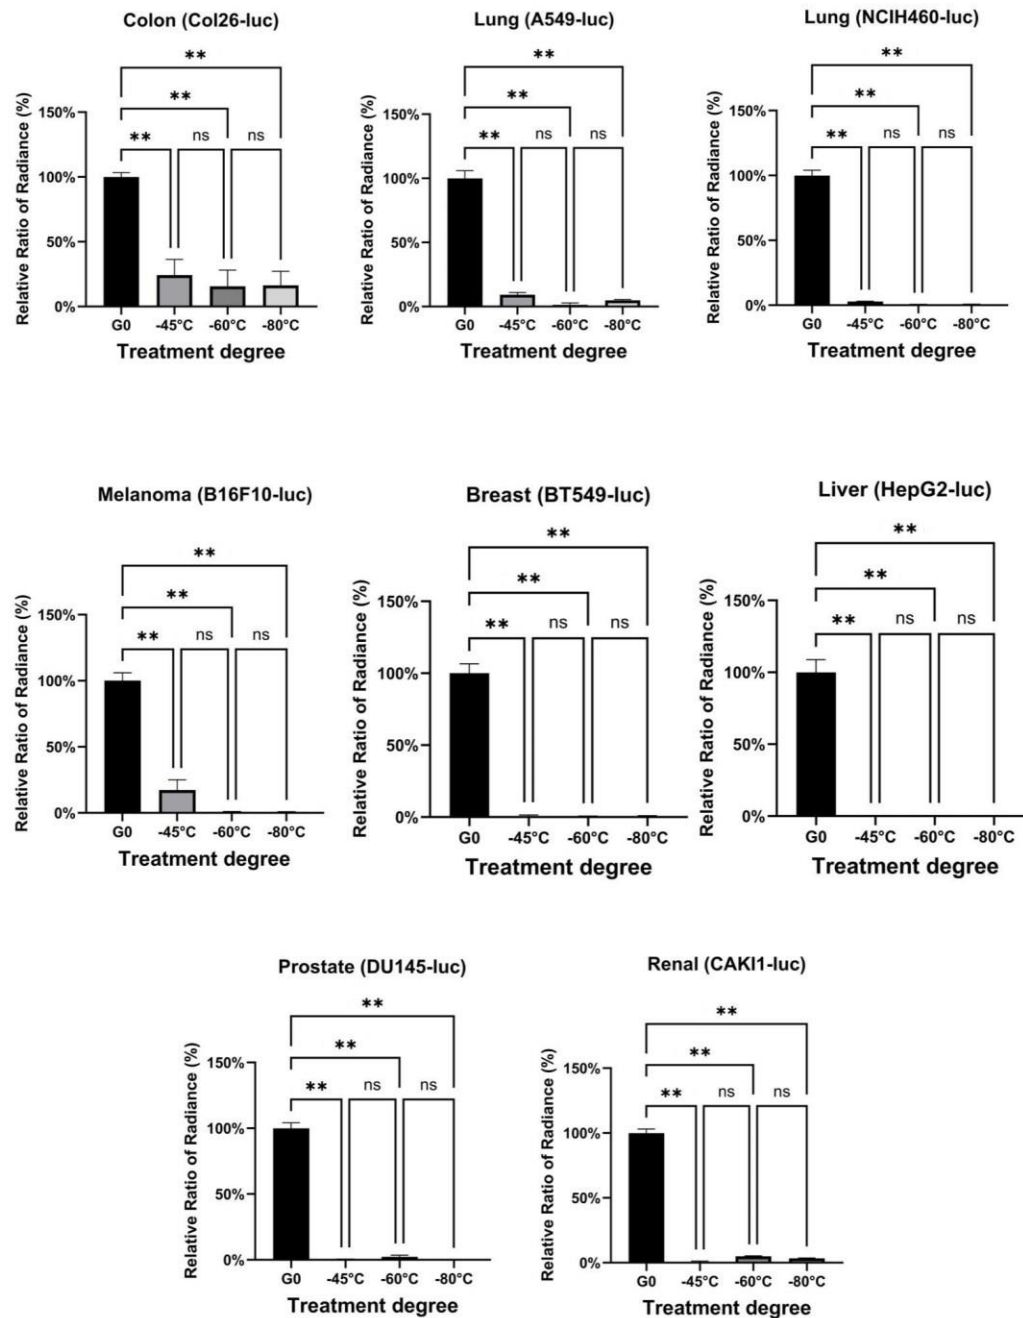 Colon (Col26-luc)
**
**
** ns ns
Relative Ratio of Radiance (%)
150%
100%
50%
0%
G0 -45°C -60°C -80°C
Treatment degree
Lung (A549-luc)
**
**
** ns ns
Relative Ratio of Radiance (%)
150%
100%
50%
0%
G0 -45°C -60°C -80°C
Treatment degree
Lung (NCIH460-luc)
**
**
** ns ns
Relative Ratio of Radiance (%)
150%
100%
50%
0%
G0 -45°C -60°C -80°C
Treatment degree
Melanoma (B16F10-luc)
**
**
** ns ns
Relative Ratio of Radiance (%)
150%
100%
50%
0%
G0 -45°C -60°C -80°C
Treatment degree
Breast (BT549-luc)
**
**
** ns ns
Relative Ratio of Radiance (%)
150%
100%
50%
0%
G0 -45°C -60°C -80°C
Treatment degree
Liver (HepG2-luc)
**
**
** ns ns
Relative Ratio of Radiance (%)
150%
100%
50%
0%
G0 -45°C -60°C -80°C
Treatment degree
Prostate (DU145-luc)
**
**
** ns ns
Relative Ratio of Radiance (%)
150%
100%
50%
0%
G0 -45°C -60°C -80°C
Treatment degree
Renal (CAKI1-luc)
**
**
** ns ns
Relative Ratio of Radiance (%)
150%
100%
50%
0%
G0 -45°C -60°C -80°C
Treatment degree